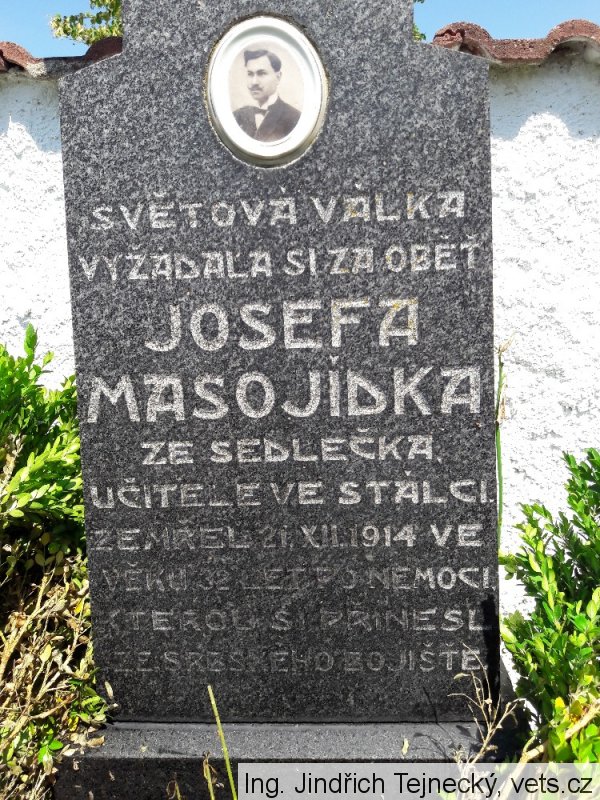 SVĚTOVÁ VÁLKA
VYŽÁDALA SI ZA OBĚŤ
JOSEFA
MASOJÍDKA
ZE SEDLEČKA,
UČITELE VE STÁLCI.
ZEMŘEL 21. XII. 1914 VE
VĚKU 32 LET PO NEMOCI
KTEROU SI PŘINESL
ZE SRBSKÉHO BOJIŠTĚ
Ing. Jindřich Tejnecký, vets.cz